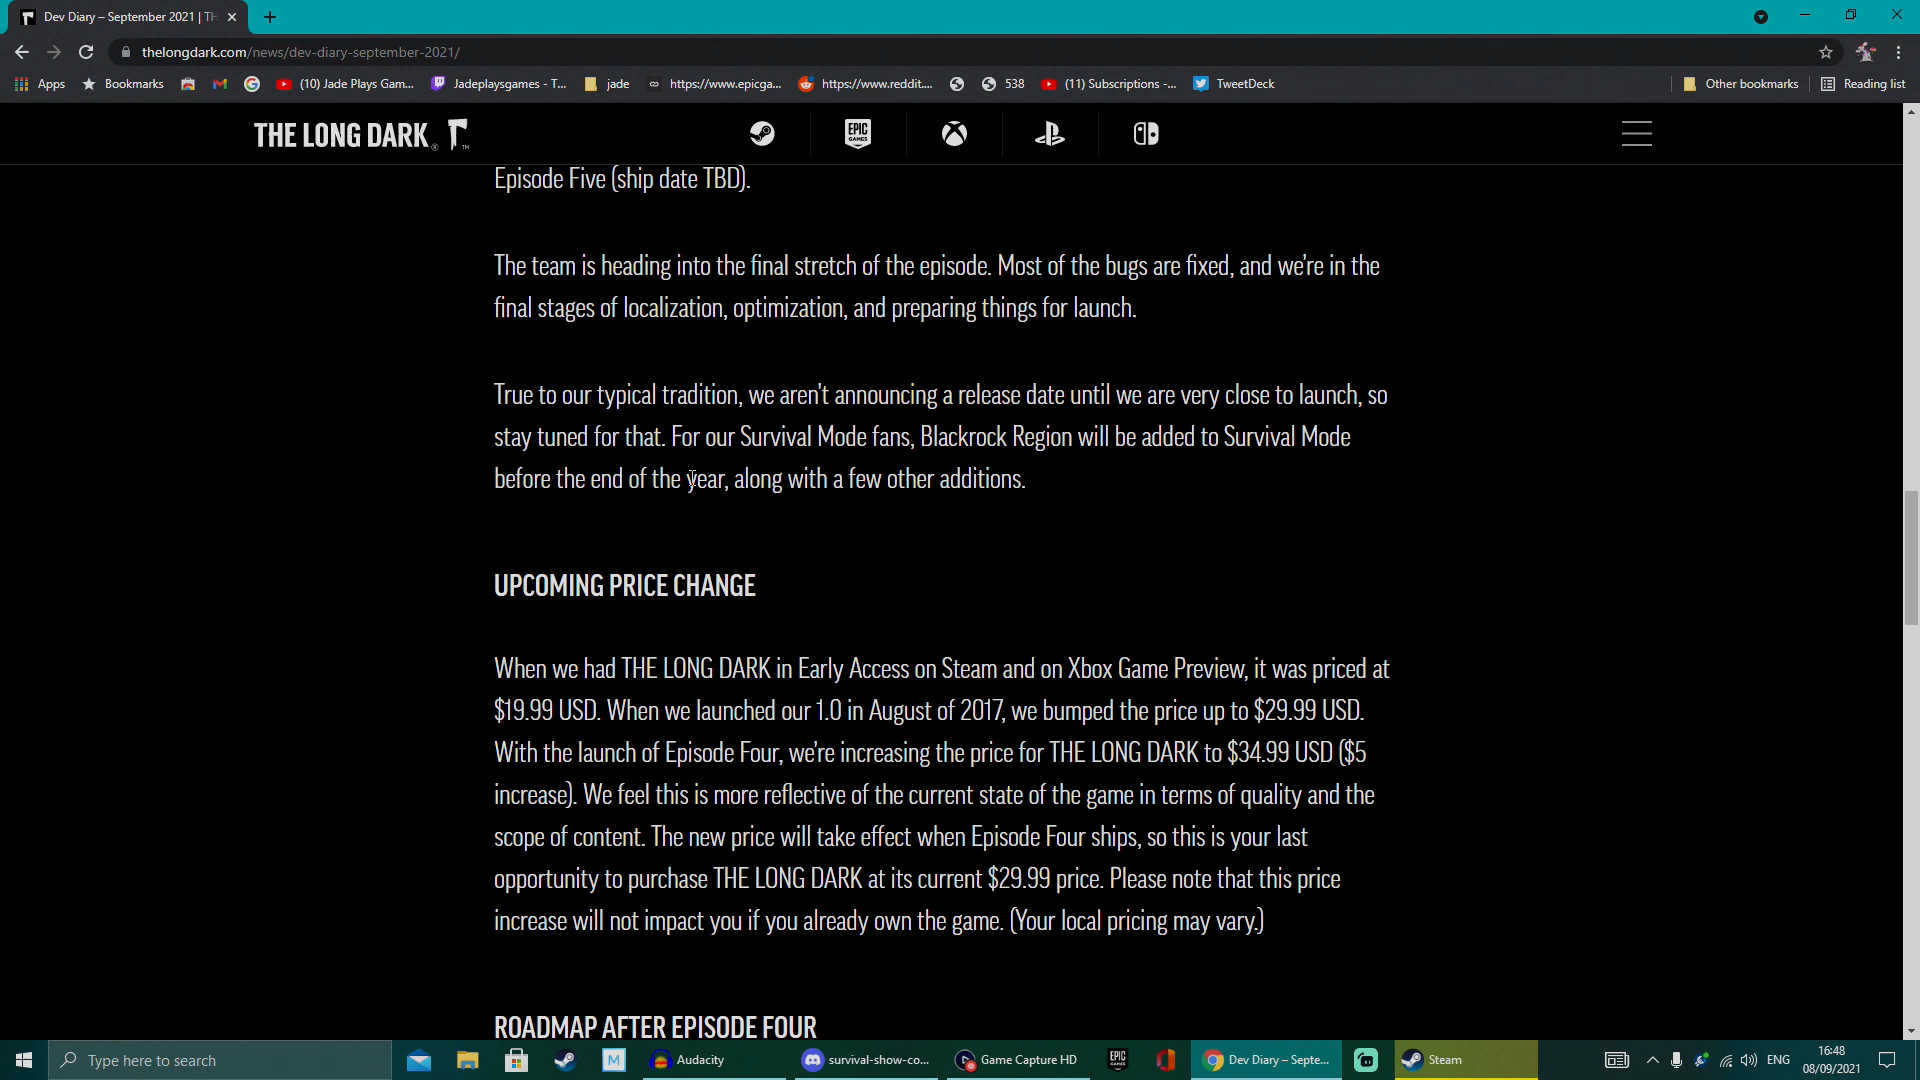 Dev Diary – September 2021 | TH
thelongdark.com/news/dev-diary-september-2021/
Apps
Bookmarks
(10) Jade Plays Gam...
Jadeplaysgames - T...
jade
https://www.epicga...
https://www.reddit....
538
(11) Subscriptions -...
TweetDeck
Other bookmarks
Reading list
THE LONG DARK
EPIC GAMES
Episode Five (ship date TBD).
The team is heading into the final stretch of the episode. Most of the bugs are fixed, and we’re in the
final stages of localization, optimization, and preparing things for launch.
True to our typical tradition, we aren’t announcing a release date until we are very close to launch, so
stay tuned for that. For our Survival Mode fans, Blackrock Region will be added to Survival Mode
before the end of the year, along with a few other additions.
UPCOMING PRICE CHANGE
When we had THE LONG DARK in Early Access on Steam and on Xbox Game Preview, it was priced at
$19.99 USD. When we launched our 1.0 in August of 2017, we bumped the price up to $29.99 USD.
With the launch of Episode Four, we’re increasing the price for THE LONG DARK to $34.99 USD ($5
increase). We feel this is more reflective of the current state of the game in terms of quality and the
scope of content. The new price will take effect when Episode Four ships, so this is your last
opportunity to purchase THE LONG DARK at its current $29.99 price. Please note that this price
increase will not impact you if you already own the game. (Your local pricing may vary.)
ROADMAP AFTER EPISODE FOUR
Type here to search
M
Audacity
survival-show-co...
Game Capture HD
EPIC
Dev Diary – Septe...
Steam
ENG
16:48
08/09/2021